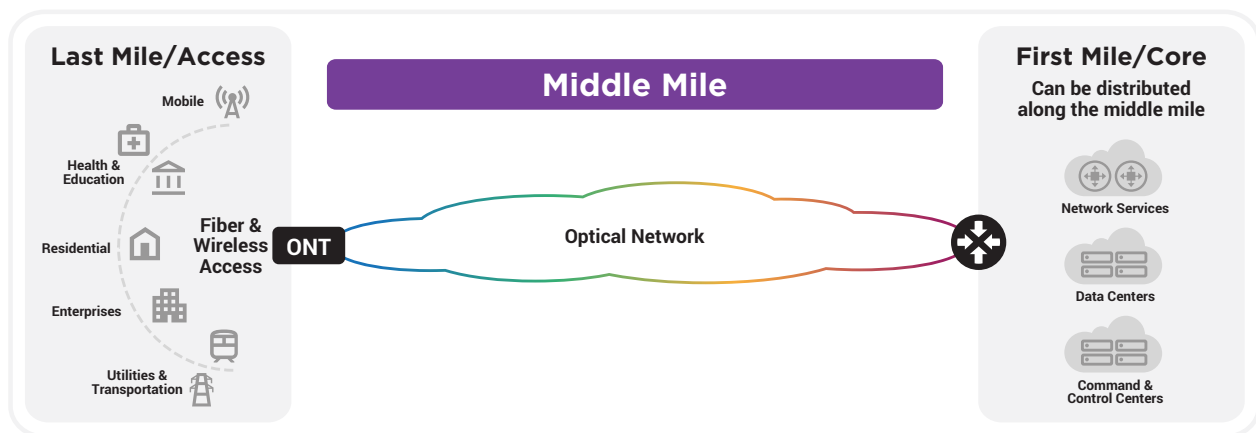 Last Mile/Access
Mobile
Health &
Education
Residential
Enterprises
Utilities &
Transportation
Fiber &
Wireless
Access
ONT
Middle Mile
Optical Network
First Mile/Core
Can be distributed
along the middle mile
Network Services
Data Centers
Command &
Control Centers